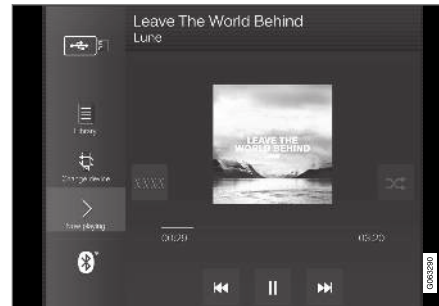 Leave The World Behind
Lune
Library
Change device
Now playing
LEAVE THE
WORLD BEHIND
00:29
03:20
G063290